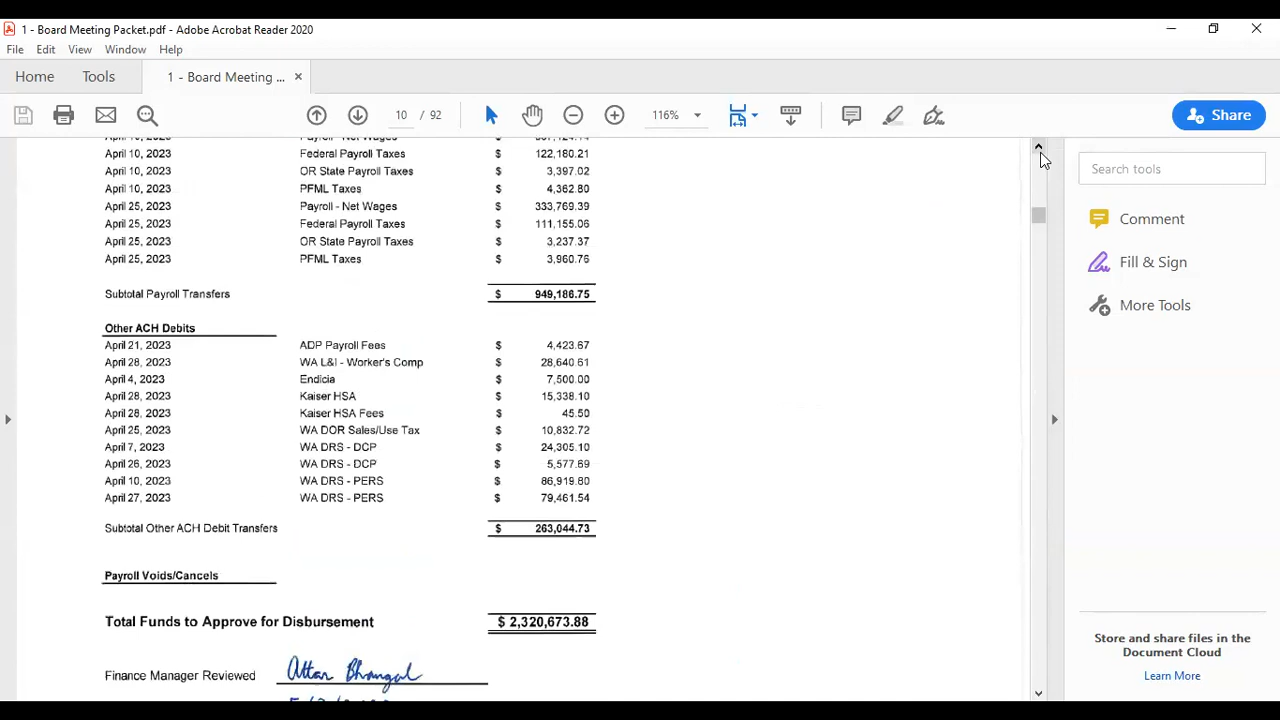 1 - Board Meeting Packet.pdf - Adobe Acrobat Reader 2020
File Edit View Window Help
Home Tools 1 - Board Meeting ... ×
10 / 92 116% Share
Payroll - Net Wages $
April 10, 2023 Federal Payroll Taxes $ 122,180.21
April 10, 2023 OR State Payroll Taxes $ 3,397.02
April 10, 2023 PFML Taxes $ 4,362.80
April 25, 2023 Payroll - Net Wages $ 333,769.39
April 25, 2023 Federal Payroll Taxes $ 111,155.06
April 25, 2023 OR State Payroll Taxes $ 3,237.37
April 25, 2023 PFML Taxes $ 3,960.76
Subtotal Payroll Transfers $ 949,186.75
Other ACH Debits
April 21, 2023 ADP Payroll Fees $ 4,423.67
April 28, 2023 WA L&I - Worker's Comp $ 28,640.61
April 4, 2023 Endicia $ 7,500.00
April 28, 2023 Kaiser HSA $ 15,338.10
April 28, 2023 Kaiser HSA Fees $ 45.50
April 25, 2023 WA DOR Sales/Use Tax $ 10,832.72
April 7, 2023 WA DRS - DCP $ 24,305.10
April 26, 2023 WA DRS - DCP $ 5,577.69
April 10, 2023 WA DRS - PERS $ 86,919.80
April 27, 2023 WA DRS - PERS $ 79,461.54
Subtotal Other ACH Debit Transfers $ 263,044.73
Payroll Voids/Cancels
Total Funds to Approve for Disbursement $ 2,320,673.88
Finance Manager Reviewed Attar Bhangal
Search tools
Comment
Fill & Sign
More Tools
Store and share files in the
Document Cloud
Learn More